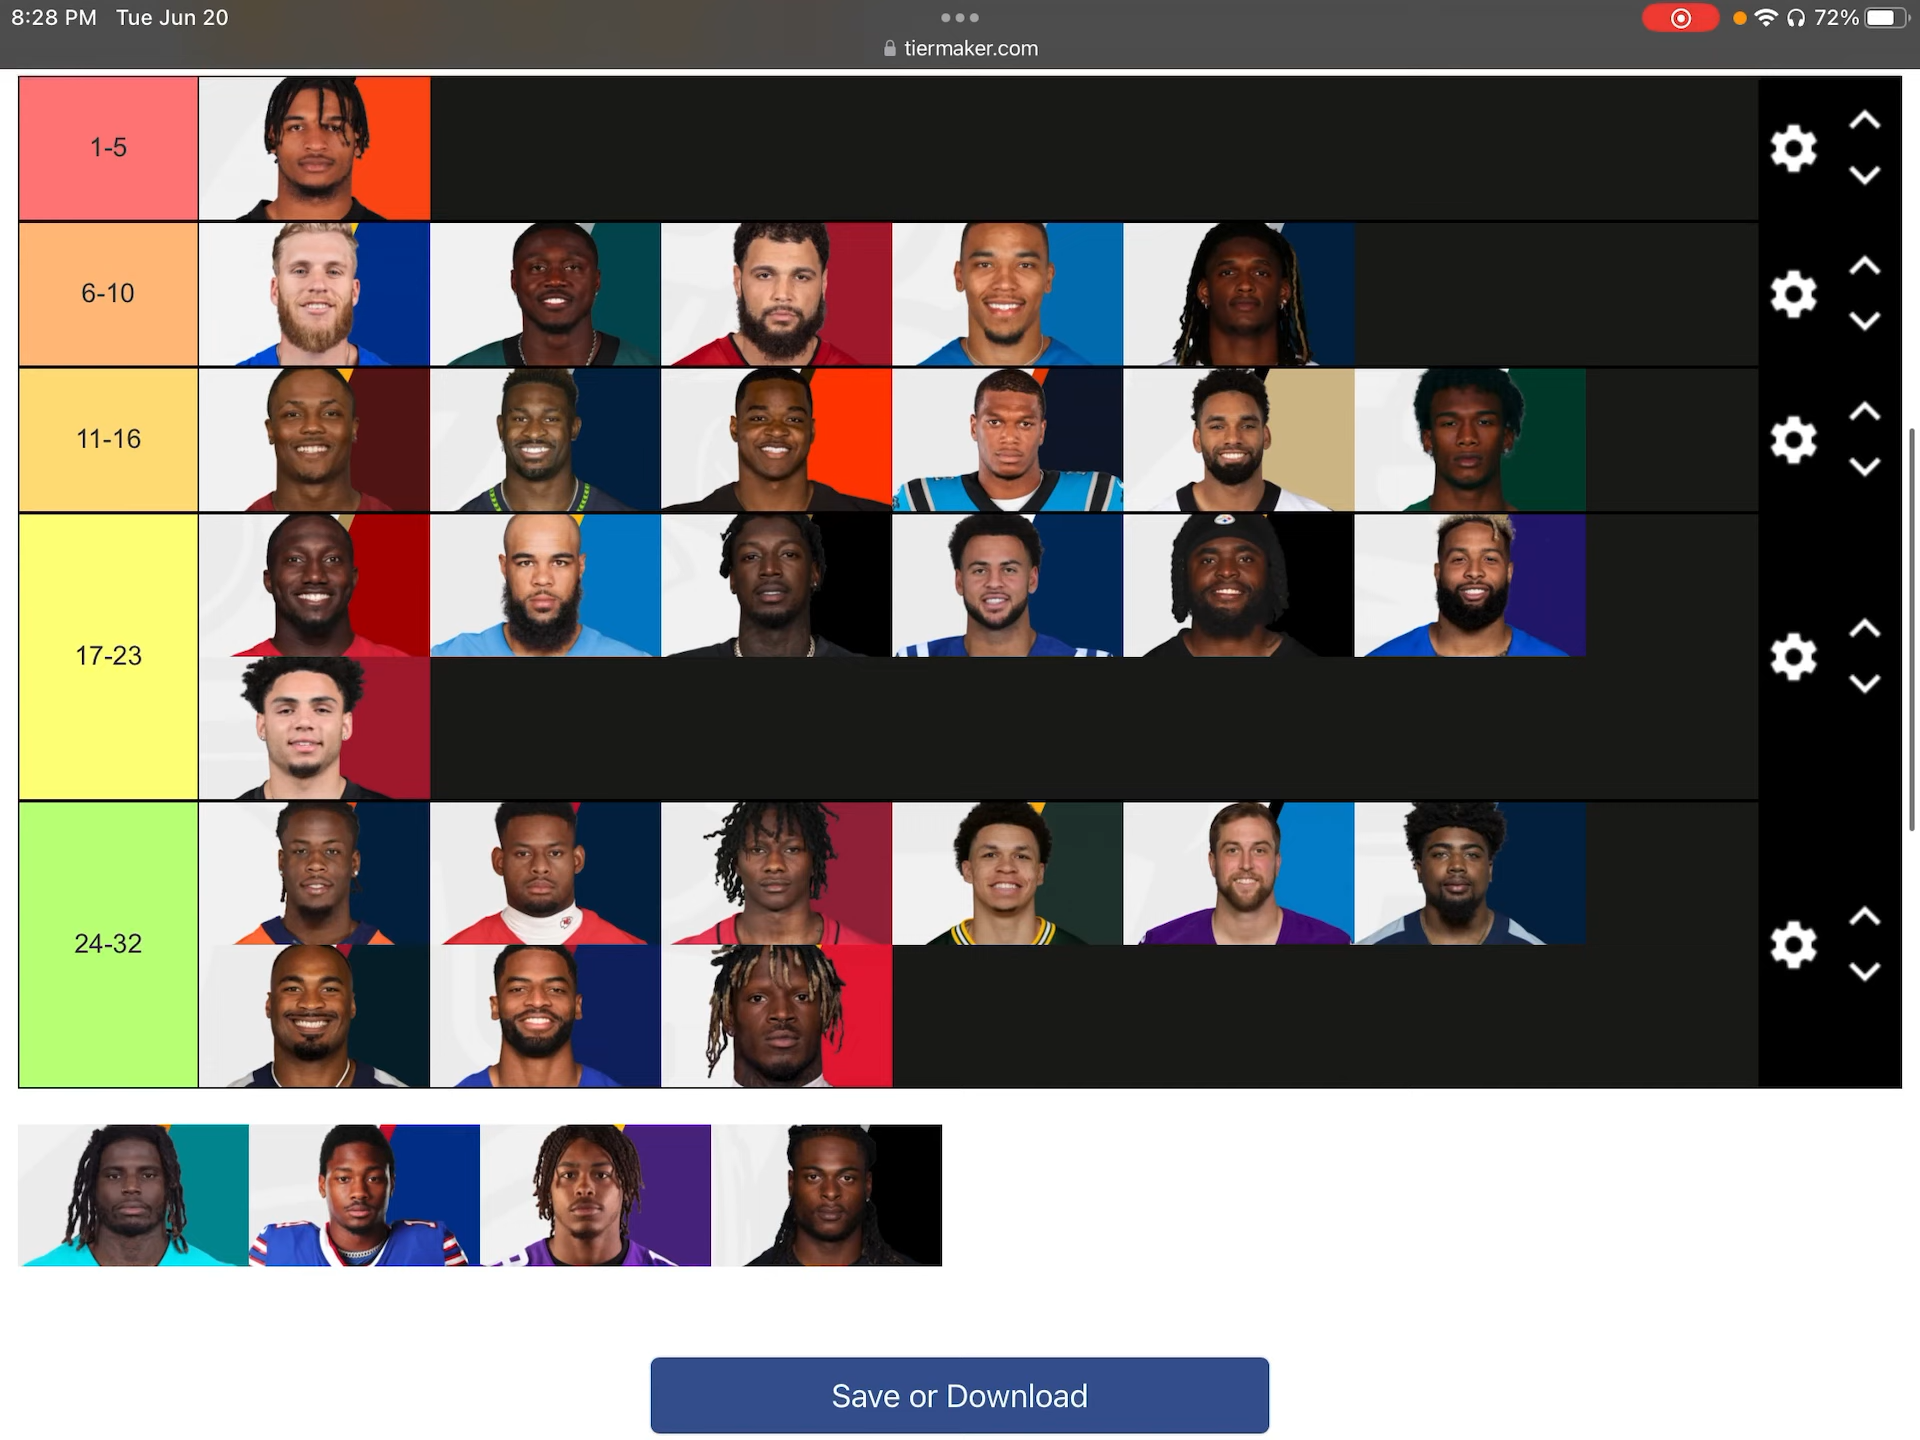 8:28 PM Tue Jun 20
72%
tiermaker.com
1-5
6-10
11-16
17-23
24-32
Save or Download